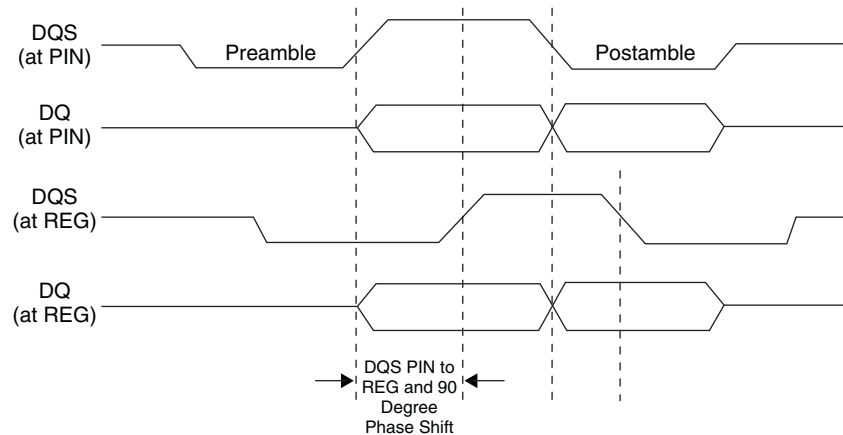 DQS
(at PIN)
Preamble
Postamble
DQ
(at PIN)
DQS
(at REG)
DQ
(at REG)
DQS PIN to
REG and 90
Degree
Phase Shift